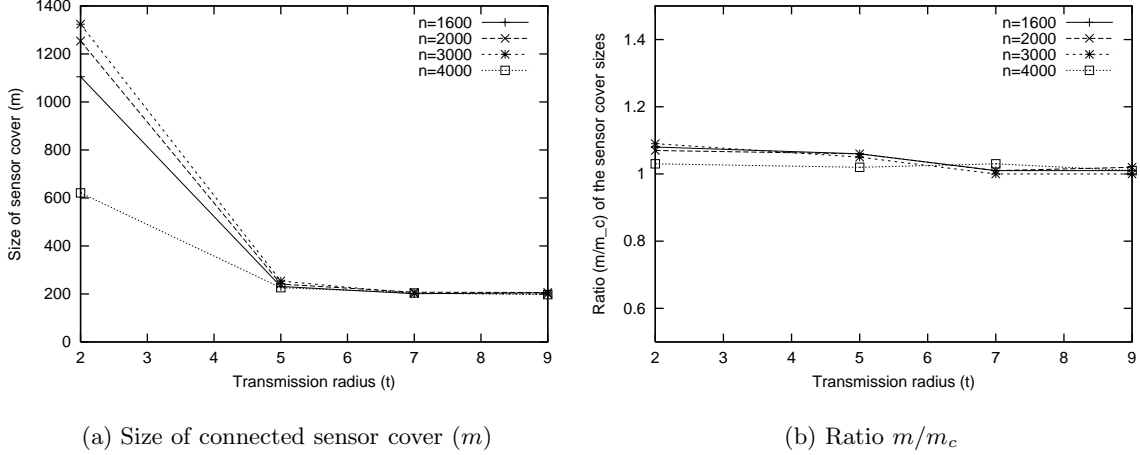 1400
1200
1000
800
600
400
200
0
2 3 4 5 6 7 8 9
Size of sensor cover (m)
Transmission radius (t)
n=1600
n=2000
n=3000
n=4000
(a) Size of connected sensor cover (m)
1.4
1.2
1
0.8
0.6
2 3 4 5 6 7 8 9
Ratio (m/m_c) of the sensor cover sizes
Transmission radius (t)
n=1600
n=2000
n=3000
n=4000
(b) Ratio m/m_c